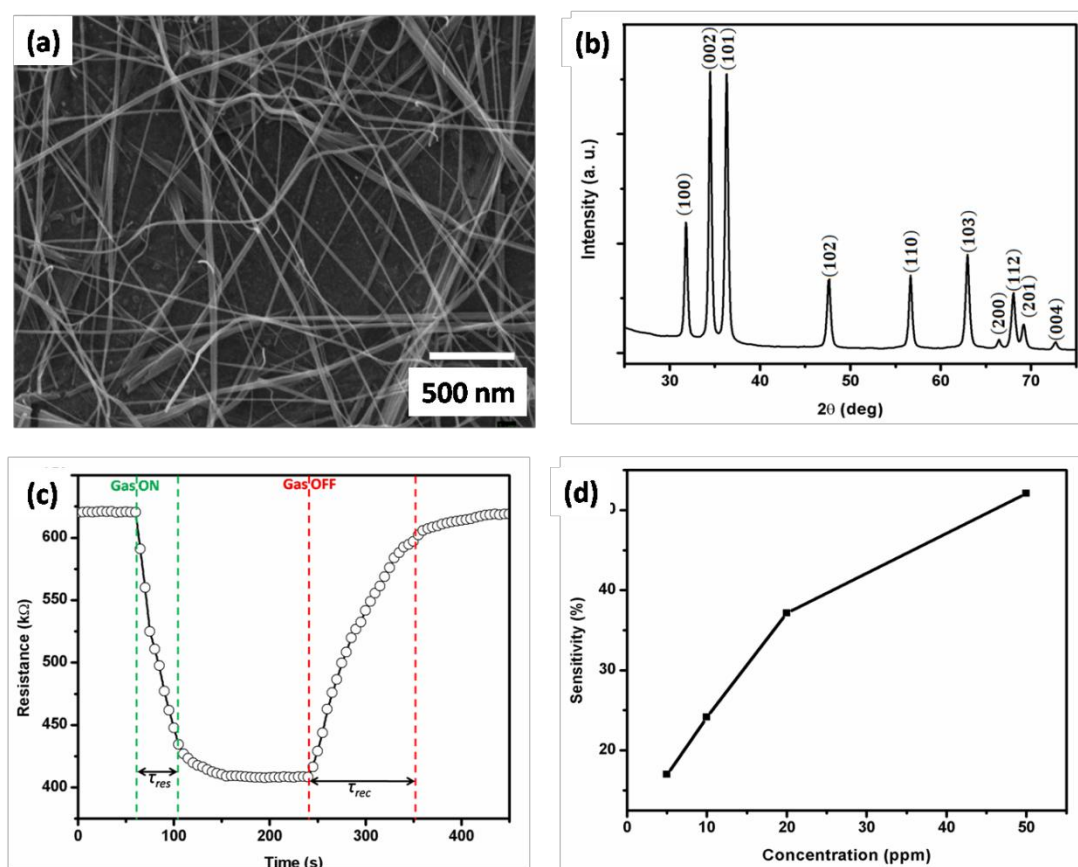 (a)
500 nm
(b)
Intensity (a. u.)
(100)
(002)
(101)
(102)
(110)
(103)
(200)
(112)
(201)
(004)
30 40 50 60 70
2θ (deg)
(c)
Gas ON
Gas OFF
Resistance (kΩ)
600
550
500
450
400
τres
τrec
0 100 200 300 400
Time (s)
(d)
Sensitivity (%)
40
30
20
0 10 20 30 40 50
Concentration (ppm)